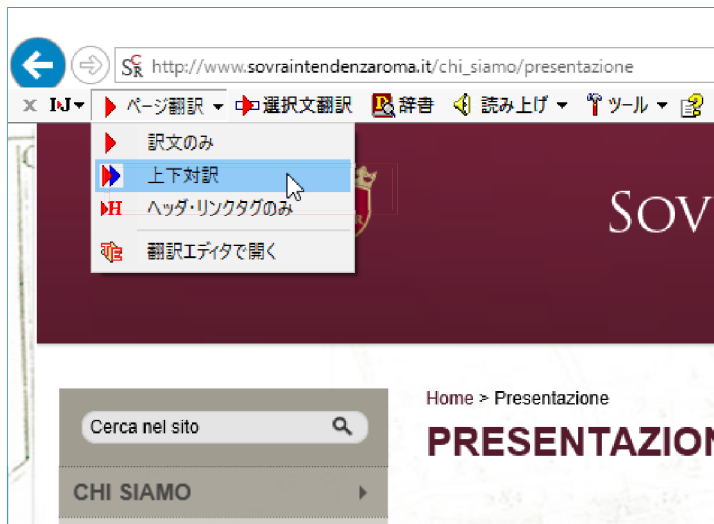 http://www.sovraintendenzaroma.it/chi_siamo/presentazione
I▶J ページ翻訳 選択文翻訳 辞書 読み上げ ツール
訳文のみ
上下対訳
ヘッダ・リンクタグのみ
翻訳エディタで開く
SOV
Home > Presentazione
Cerca nel sito
PRESENTAZION
CHI SIAMO